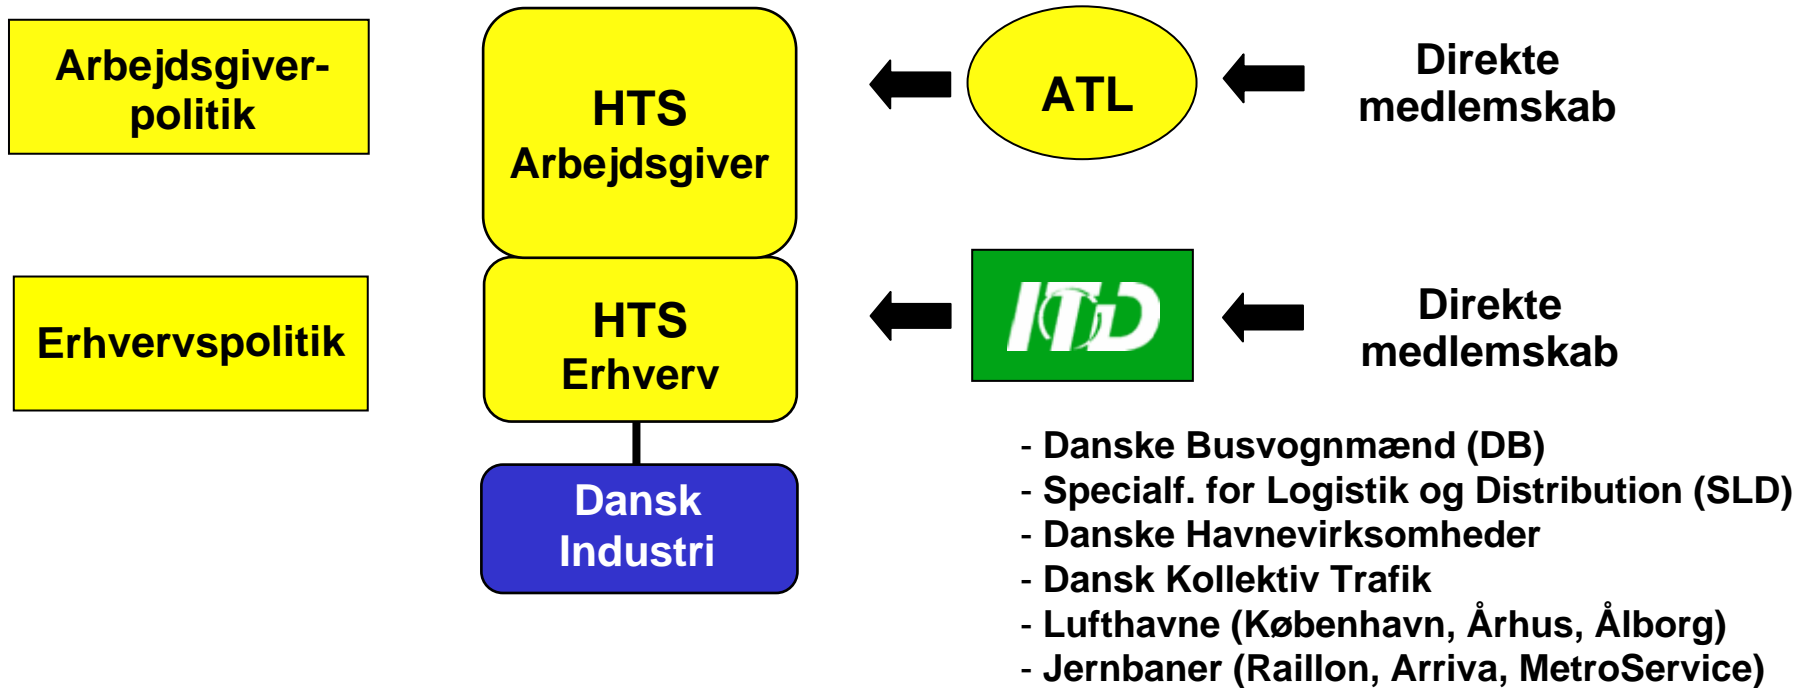 Arbejdsgiver-
politik
HTS
Arbejdsgiver
ATL
Direkte
medlemskab
Erhvervspolitik
HTS
Erhverv
ITD
Direkte
medlemskab
Dansk
Industri
- Danske Busvognmænd (DB)
- Specialf. for Logistik og Distribution (SLD)
- Danske Havnevirksomheder
- Dansk Kollektiv Trafik
- Lufthavne (København, Århus, Ålborg)
- Jernbaner (Raillon, Arriva, MetroService)